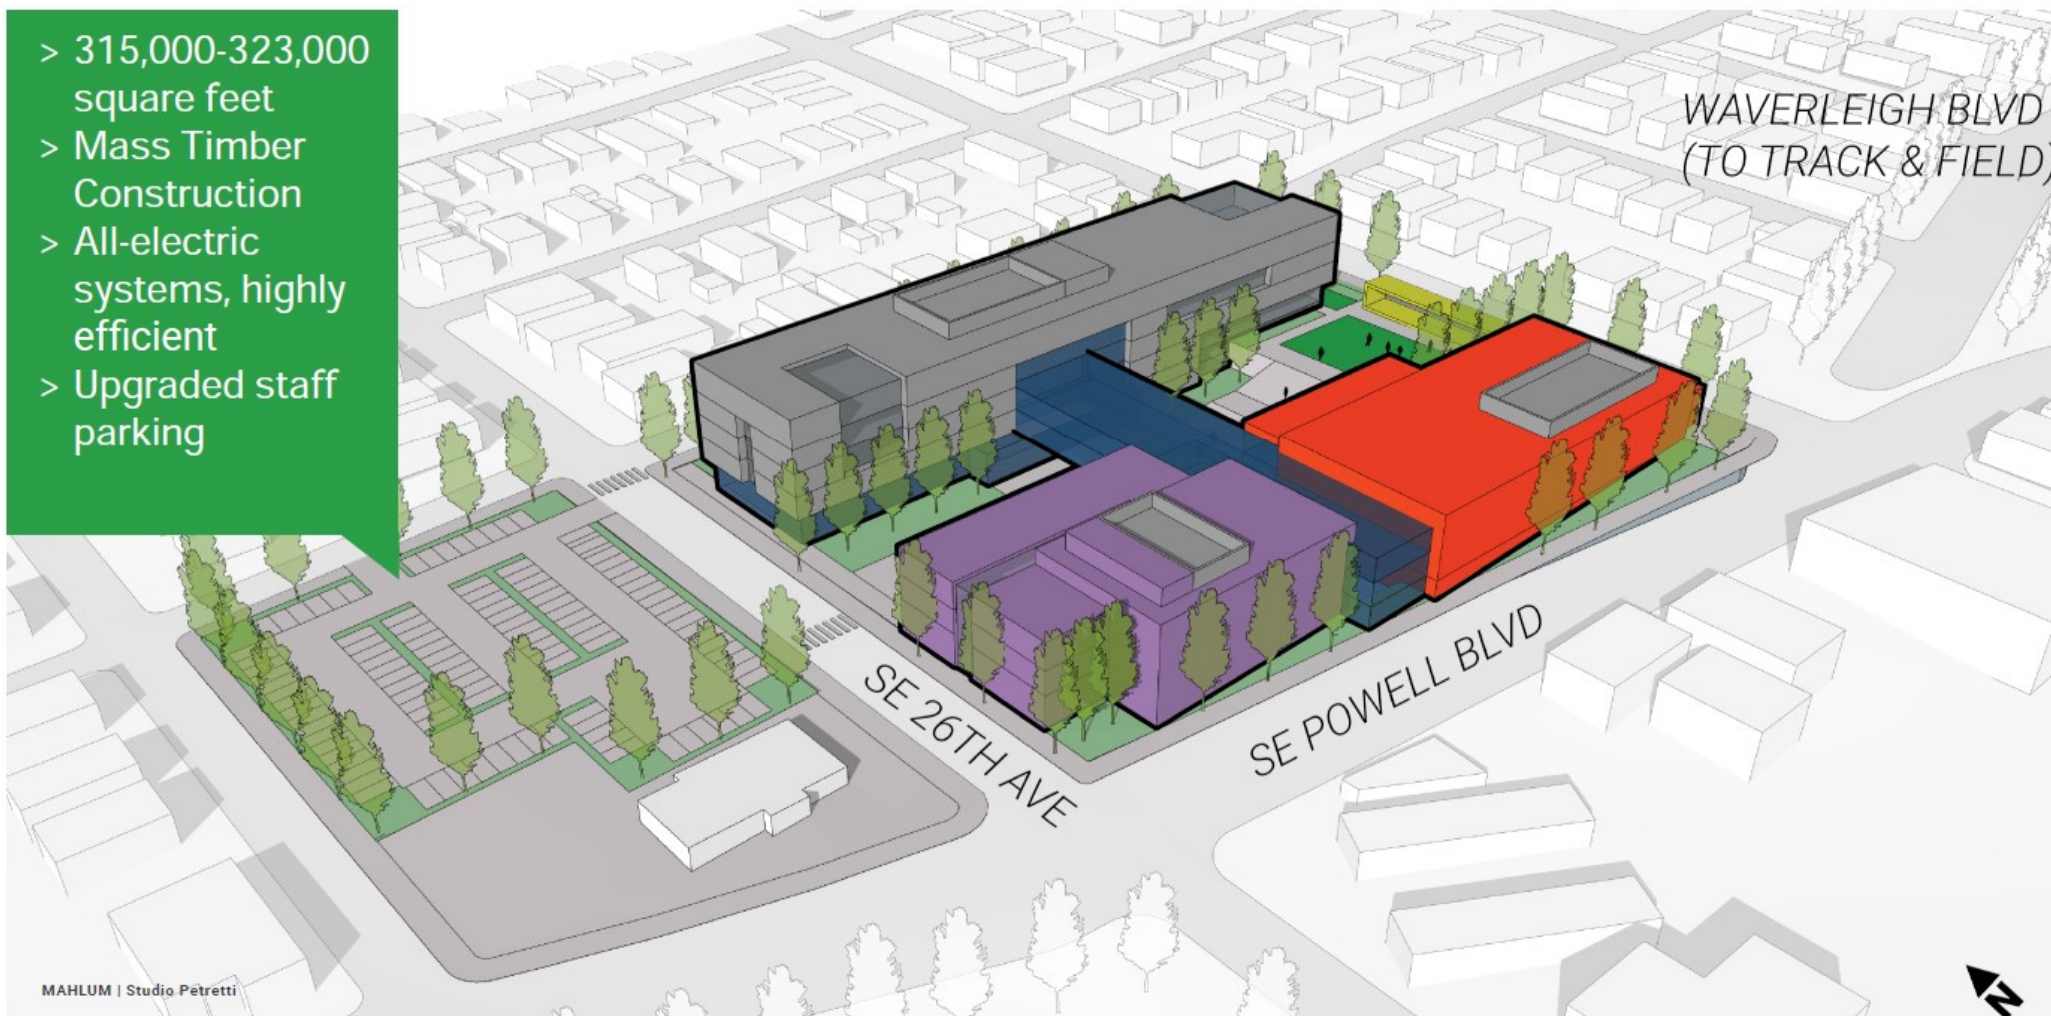 > 315,000-323,000
square feet
> Mass Timber
Construction
> All-electric
systems, highly
efficient
> Upgraded staff
parking
WAVERLEIGH BLVD
(TO TRACK & FIELD)
SE 26TH AVE
SE POWELL BLVD
MAHLUM | Studio Petretti
N